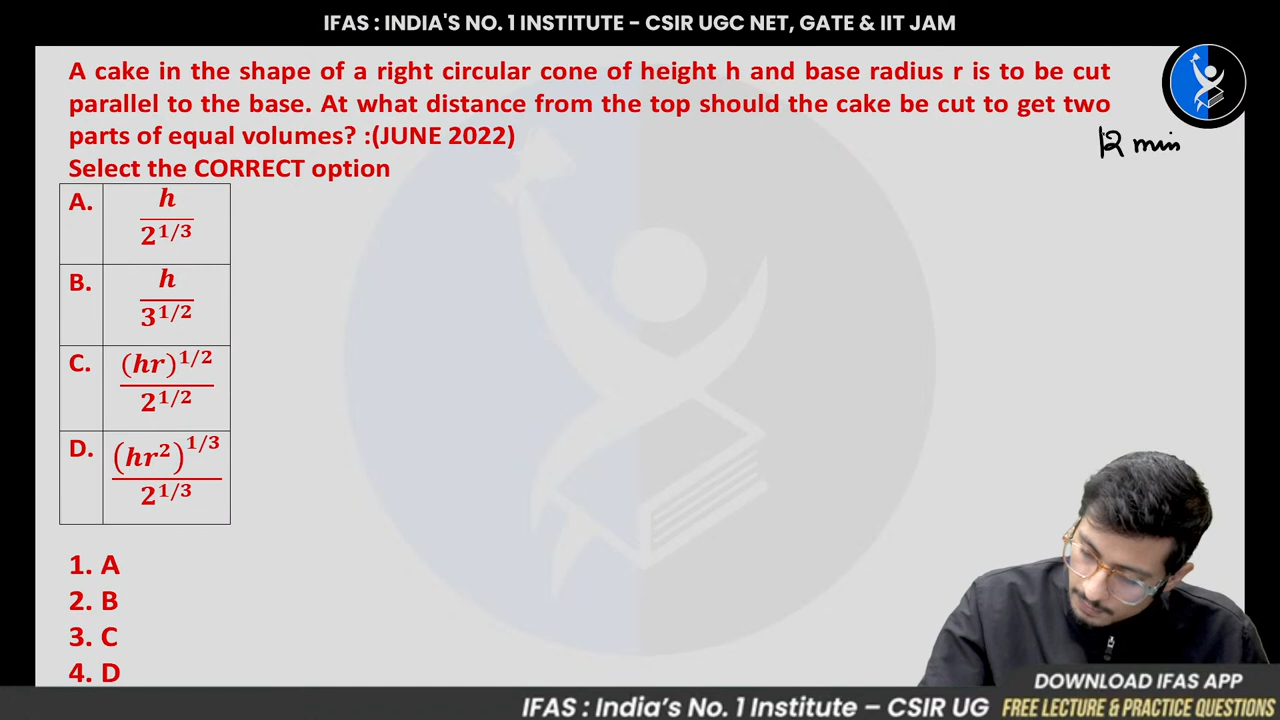 IFAS : INDIA'S NO. 1 INSTITUTE – CSIR UGC NET, GATE & IIT JAM
A cake in the shape of a right circular cone of height h and base radius r is to be cut
parallel to the base. At what distance from the top should the cake be cut to get two
parts of equal volumes? :(JUNE 2022)
12 min
Select the CORRECT option
A. h / 2^{1/3}
B. h / 3^{1/2}
C. (hr)^{1/2} / 2^{1/2}
D. (hr²)^{1/3} / 2^{1/3}
1. A
2. B
3. C
4. D
DOWNLOAD IFAS APP
IFAS : India's No. 1 Institute – CSIR UG
FREE LECTURE & PRACTICE QUESTIONS